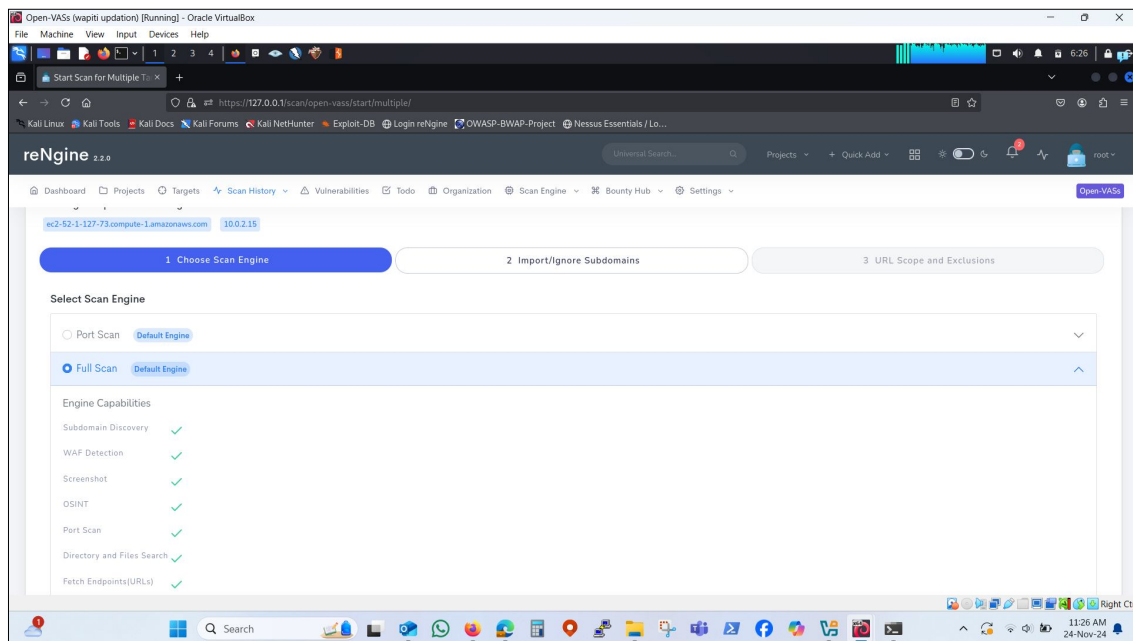 Open-VASs (wapiti updation) [Running] - Oracle VirtualBox
File Machine View Input Devices Help
1 2 3 4
6:26
Start Scan for Multiple Ta
https://127.0.0.1/scan/open-vass/start/multiple/
Kali Linux Kali Tools Kali Docs Kali Forums Kali NetHunter Exploit-DB Login reNgine OWASP-BWAP-Project Nessus Essentials / Lo...
reNgine 2.2.0 Universal Search... Projects + Quick Add root
Dashboard Projects Targets Scan History Vulnerabilities Todo Organization Scan Engine Bounty Hub Settings Open-VASs
ec2-52-1-127-73.compute-1.amazonaws.com 10.0.2.15
1 Choose Scan Engine 2 Import/Ignore Subdomains 3 URL Scope and Exclusions
Select Scan Engine
Port Scan Default Engine
Full Scan Default Engine
Engine Capabilities
Subdomain Discovery
WAF Detection
Screenshot
OSINT
Port Scan
Directory and Files Search
Fetch Endpoints(URLs)
Right Ct
Search
11:26 AM
24-Nov-24